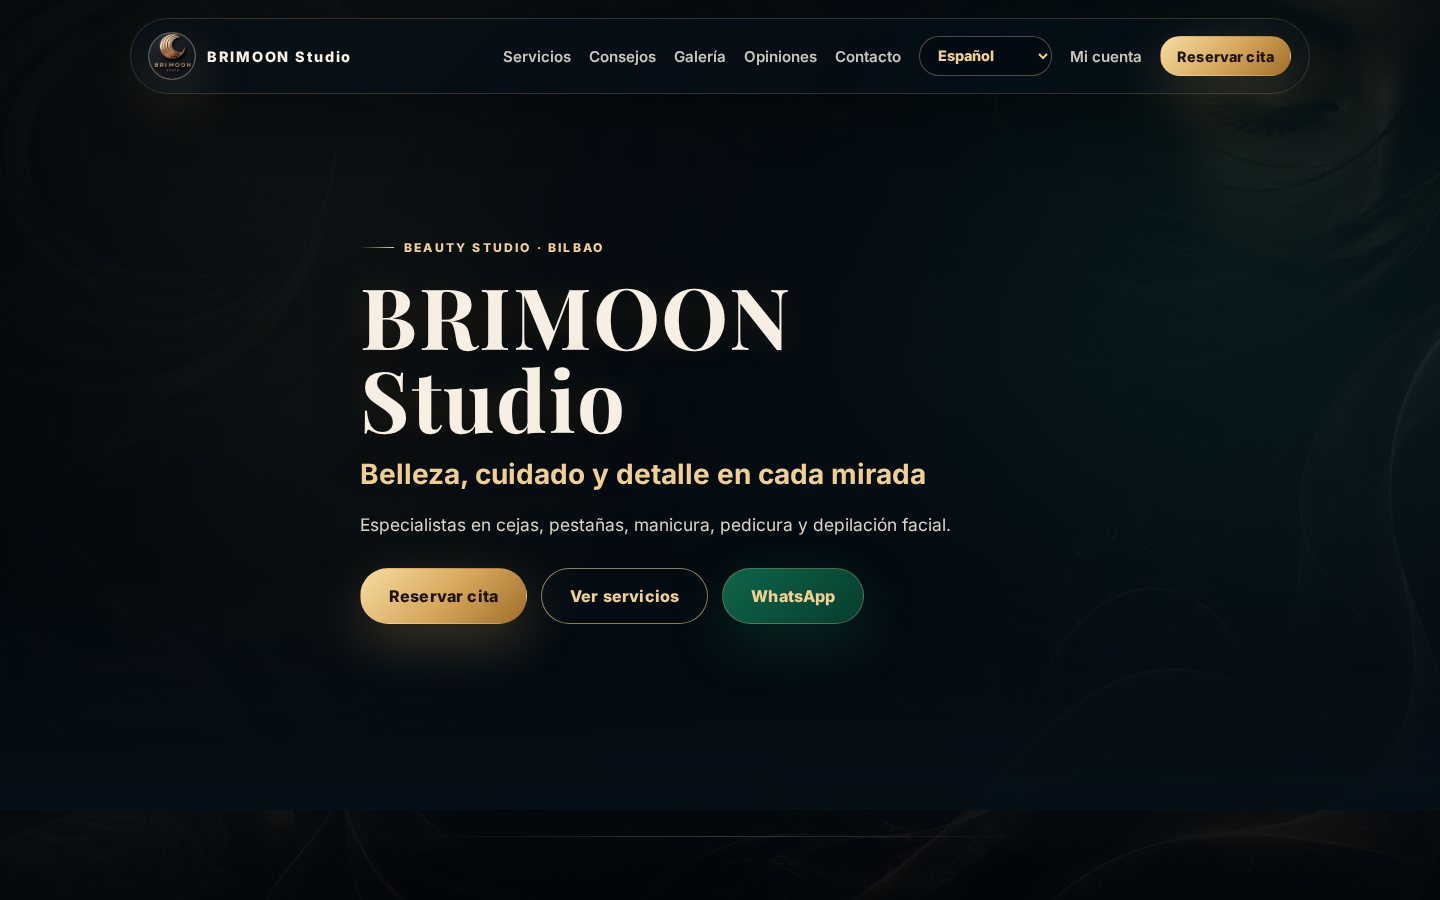 BRIMOON
STUDIO
BRIMOON Studio
Servicios
Consejos
Galería
Opiniones
Contacto
Español
Mi cuenta
Reservar cita
BEAUTY STUDIO · BILBAO
BRIMOON
Studio
Belleza, cuidado y detalle en cada mirada
Especialistas en cejas, pestañas, manicura, pedicura y depilación facial.
Reservar cita
Ver servicios
WhatsApp